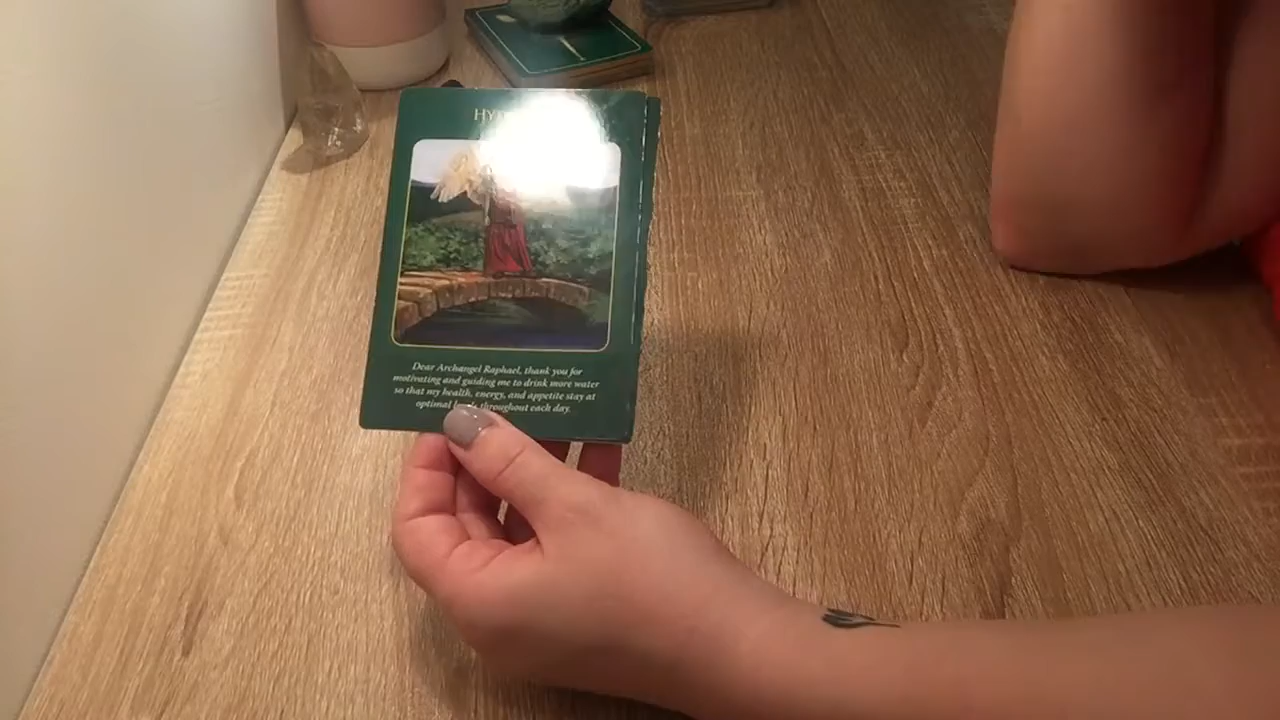 Dear Archangel Raphael, thank you for
motivating and guiding me to drink more water
so that my health, energy, and appetite stay at
optimal throughout each day.